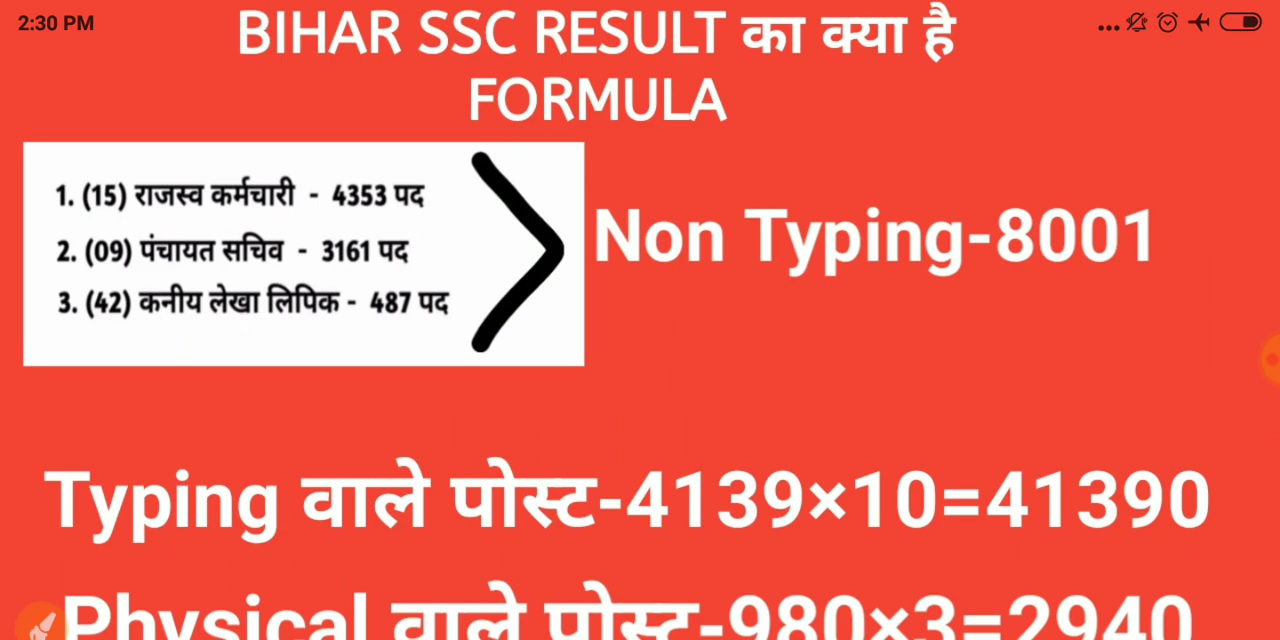 2:30 PM
BIHAR SSC RESULT का क्या है
FORMULA
1. (15) राजस्व कर्मचारी - 4353 पद
2. (09) पंचायत सचिव - 3161 पद
3. (42) कनीय लेखा लिपिक - 487 पद
Non Typing-8001
Typing वाले पोस्ट-4139×10=41390
Physical वाले पोस्ट-980×3=2940